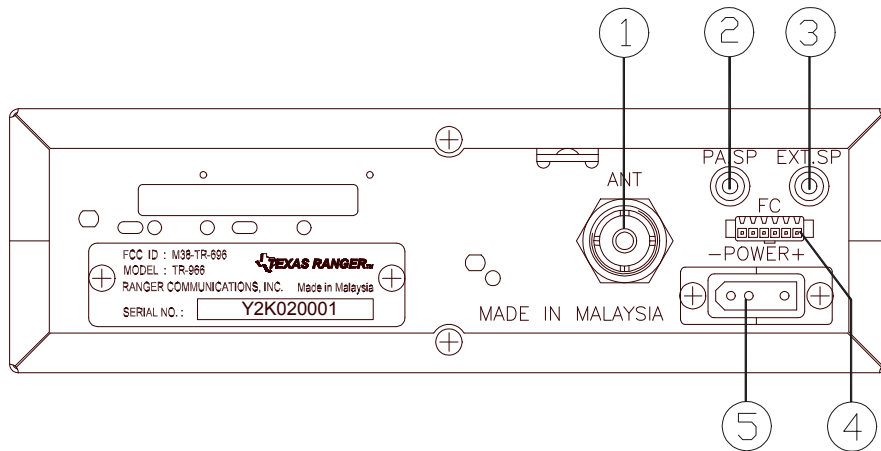 1 2 3
PA.SP EXT.SP
ANT
FC
-POWER+
FCC ID : M38-TR-696
MODEL : TR-966
TEXAS RANGER TM
RANGER COMMUNICATIONS, INC. Made in Malaysia
SERIAL NO. : Y2K020001
MADE IN MALAYSIA
5 4